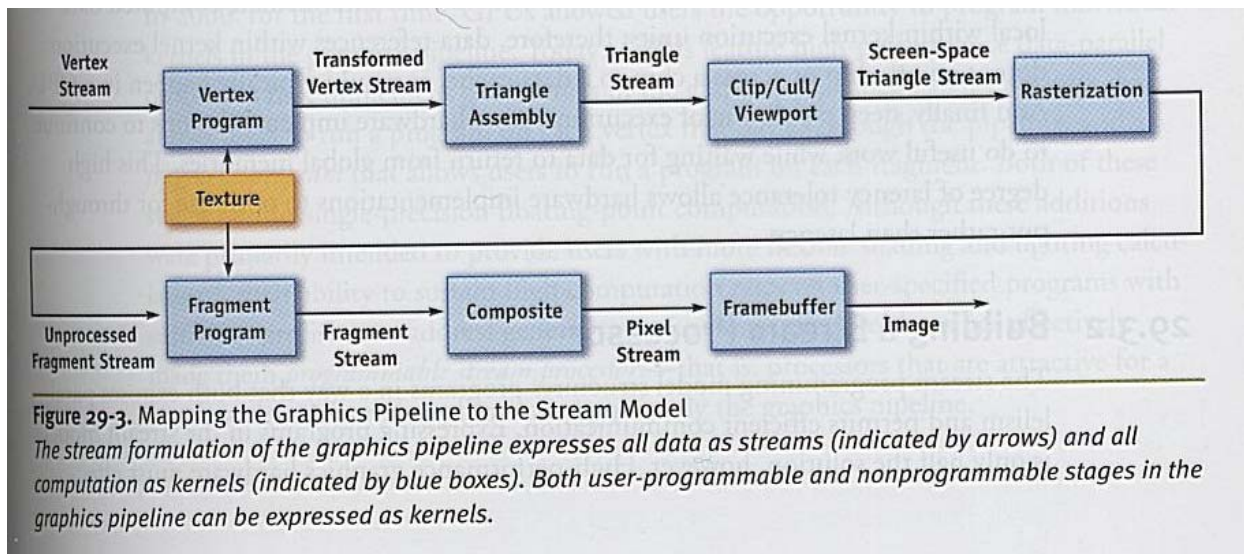 Vertex
Stream
Vertex
Program
Transformed
Vertex Stream
Triangle
Assembly
Triangle
Stream
Clip/Cull/
Viewport
Screen-Space
Triangle Stream
Rasterization
Texture
Unprocessed
Fragment Stream
Fragment
Program
Fragment
Stream
Composite
Pixel
Stream
Framebuffer
Image
Figure 29-3. Mapping the Graphics Pipeline to the Stream Model
The stream formulation of the graphics pipeline expresses all data as streams (indicated by arrows) and all
computation as kernels (indicated by blue boxes). Both user-programmable and nonprogrammable stages in the
graphics pipeline can be expressed as kernels.